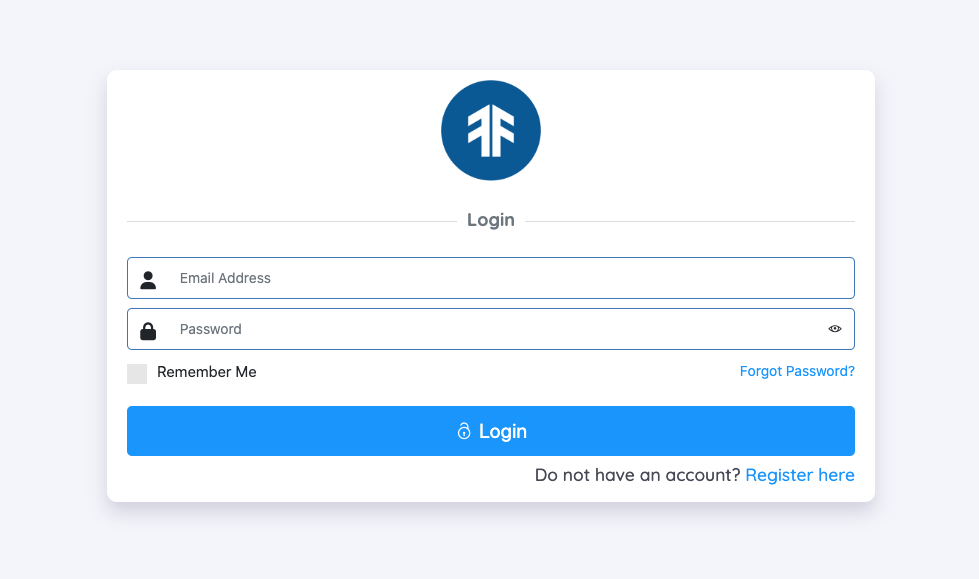 Login
Email Address
Password
Remember Me
Forgot Password?
Login
Do not have an account? Register here